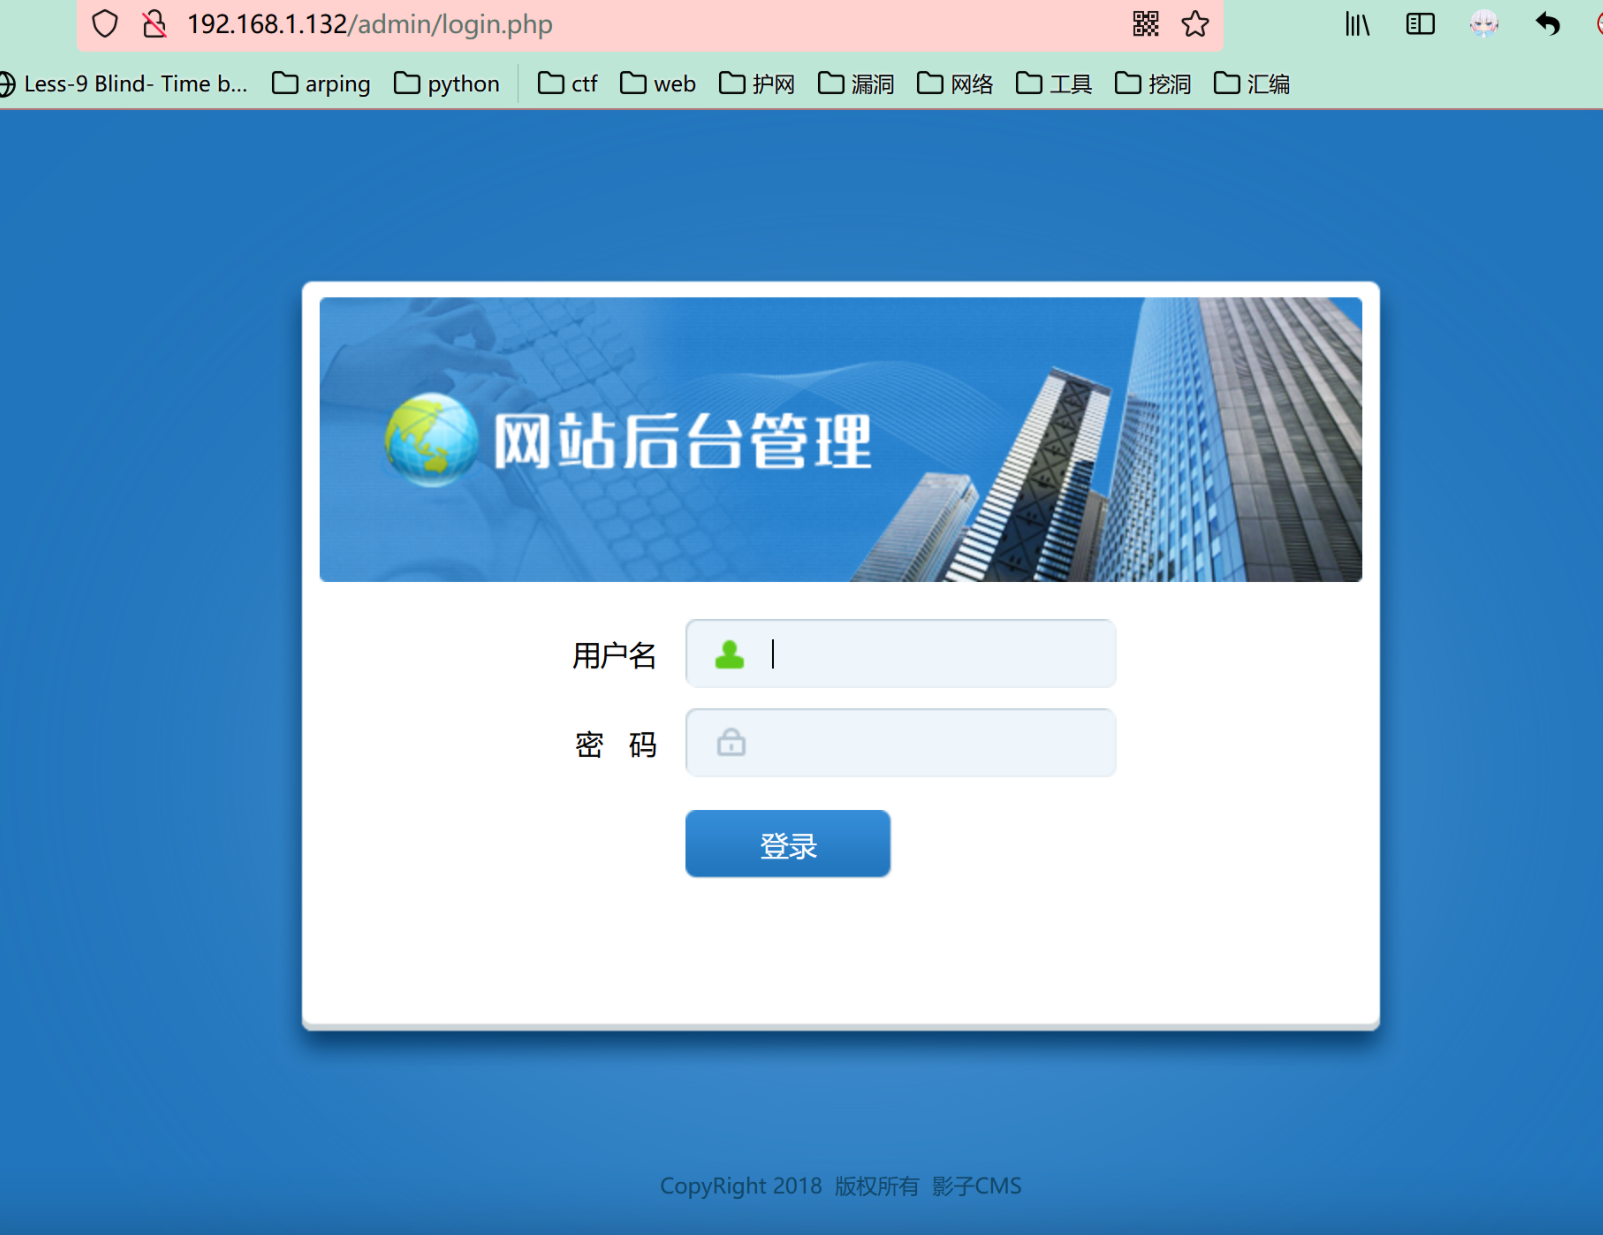 192.168.1.132/admin/login.php
Less-9 Blind- Time b... arping python ctf web 护网 漏洞 网络 工具 挖洞 汇编
网站后台管理
用户名
密 码
登录
CopyRight 2018 版权所有 影子CMS